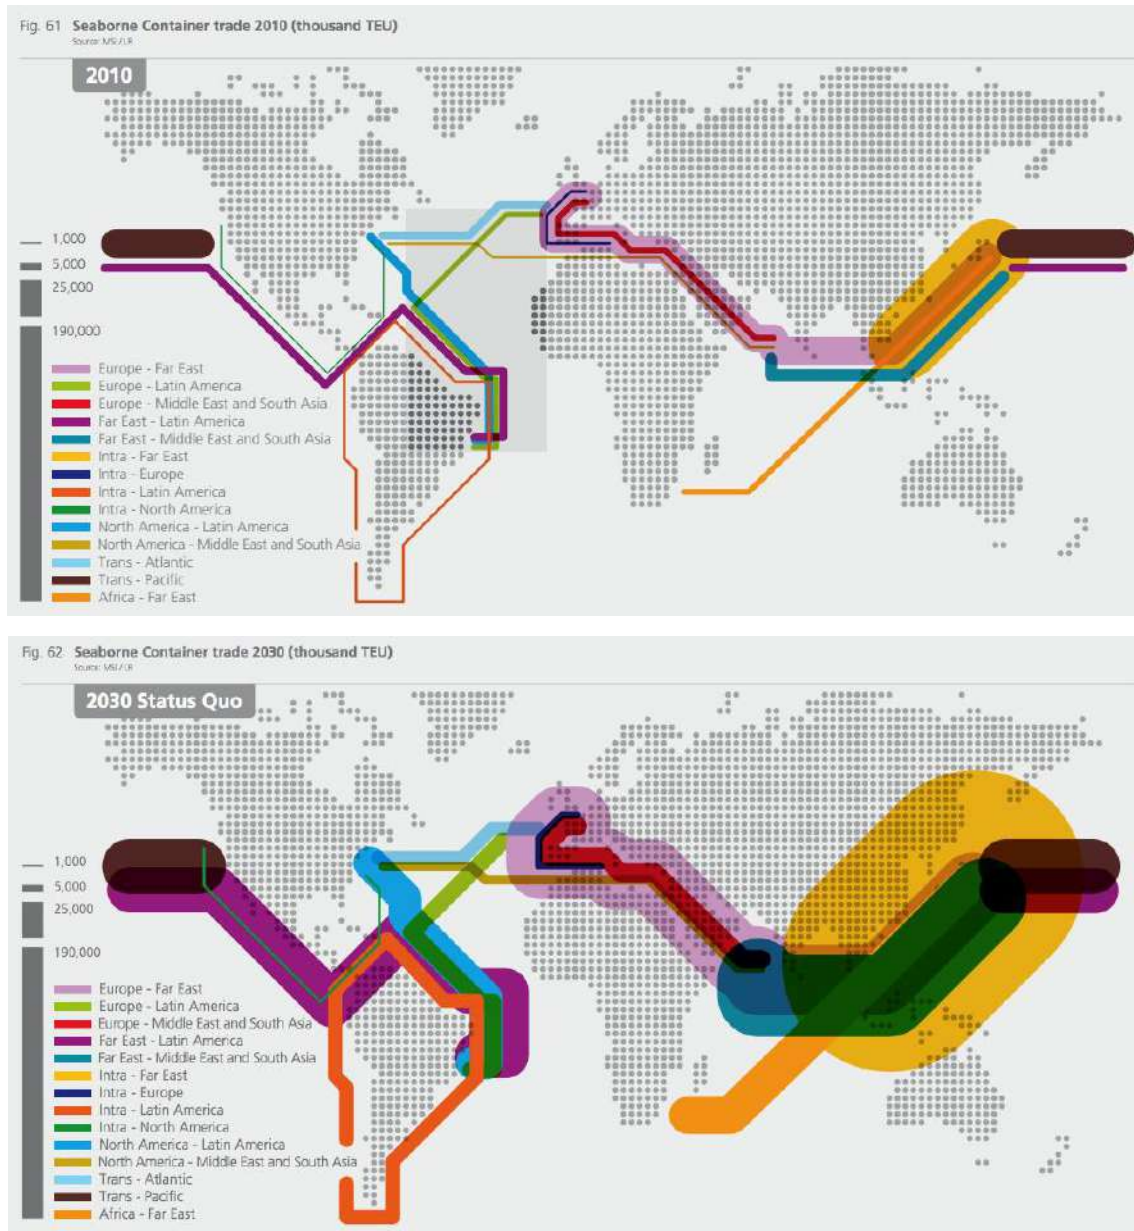 Fig. 61 Seaborne Container trade 2010 (thousand TEU)
Source: MSI / LR
2010
1,000
5,000
25,000
190,000
Europe - Far East
Europe - Latin America
Europe - Middle East and South Asia
Far East - Latin America
Far East - Middle East and South Asia
Intra - Far East
Intra - Europe
Intra - Latin America
Intra - North America
North America - Latin America
North America - Middle East and South Asia
Trans - Atlantic
Trans - Pacific
Africa - Far East
Fig. 62 Seaborne Container trade 2030 (thousand TEU)
Source: MSI / LR
2030 Status Quo
1,000
5,000
25,000
190,000
Europe - Far East
Europe - Latin America
Europe - Middle East and South Asia
Far East - Latin America
Far East - Middle East and South Asia
Intra - Far East
Intra - Europe
Intra - Latin America
Intra - North America
North America - Latin America
North America - Middle East and South Asia
Trans - Atlantic
Trans - Pacific
Africa - Far East